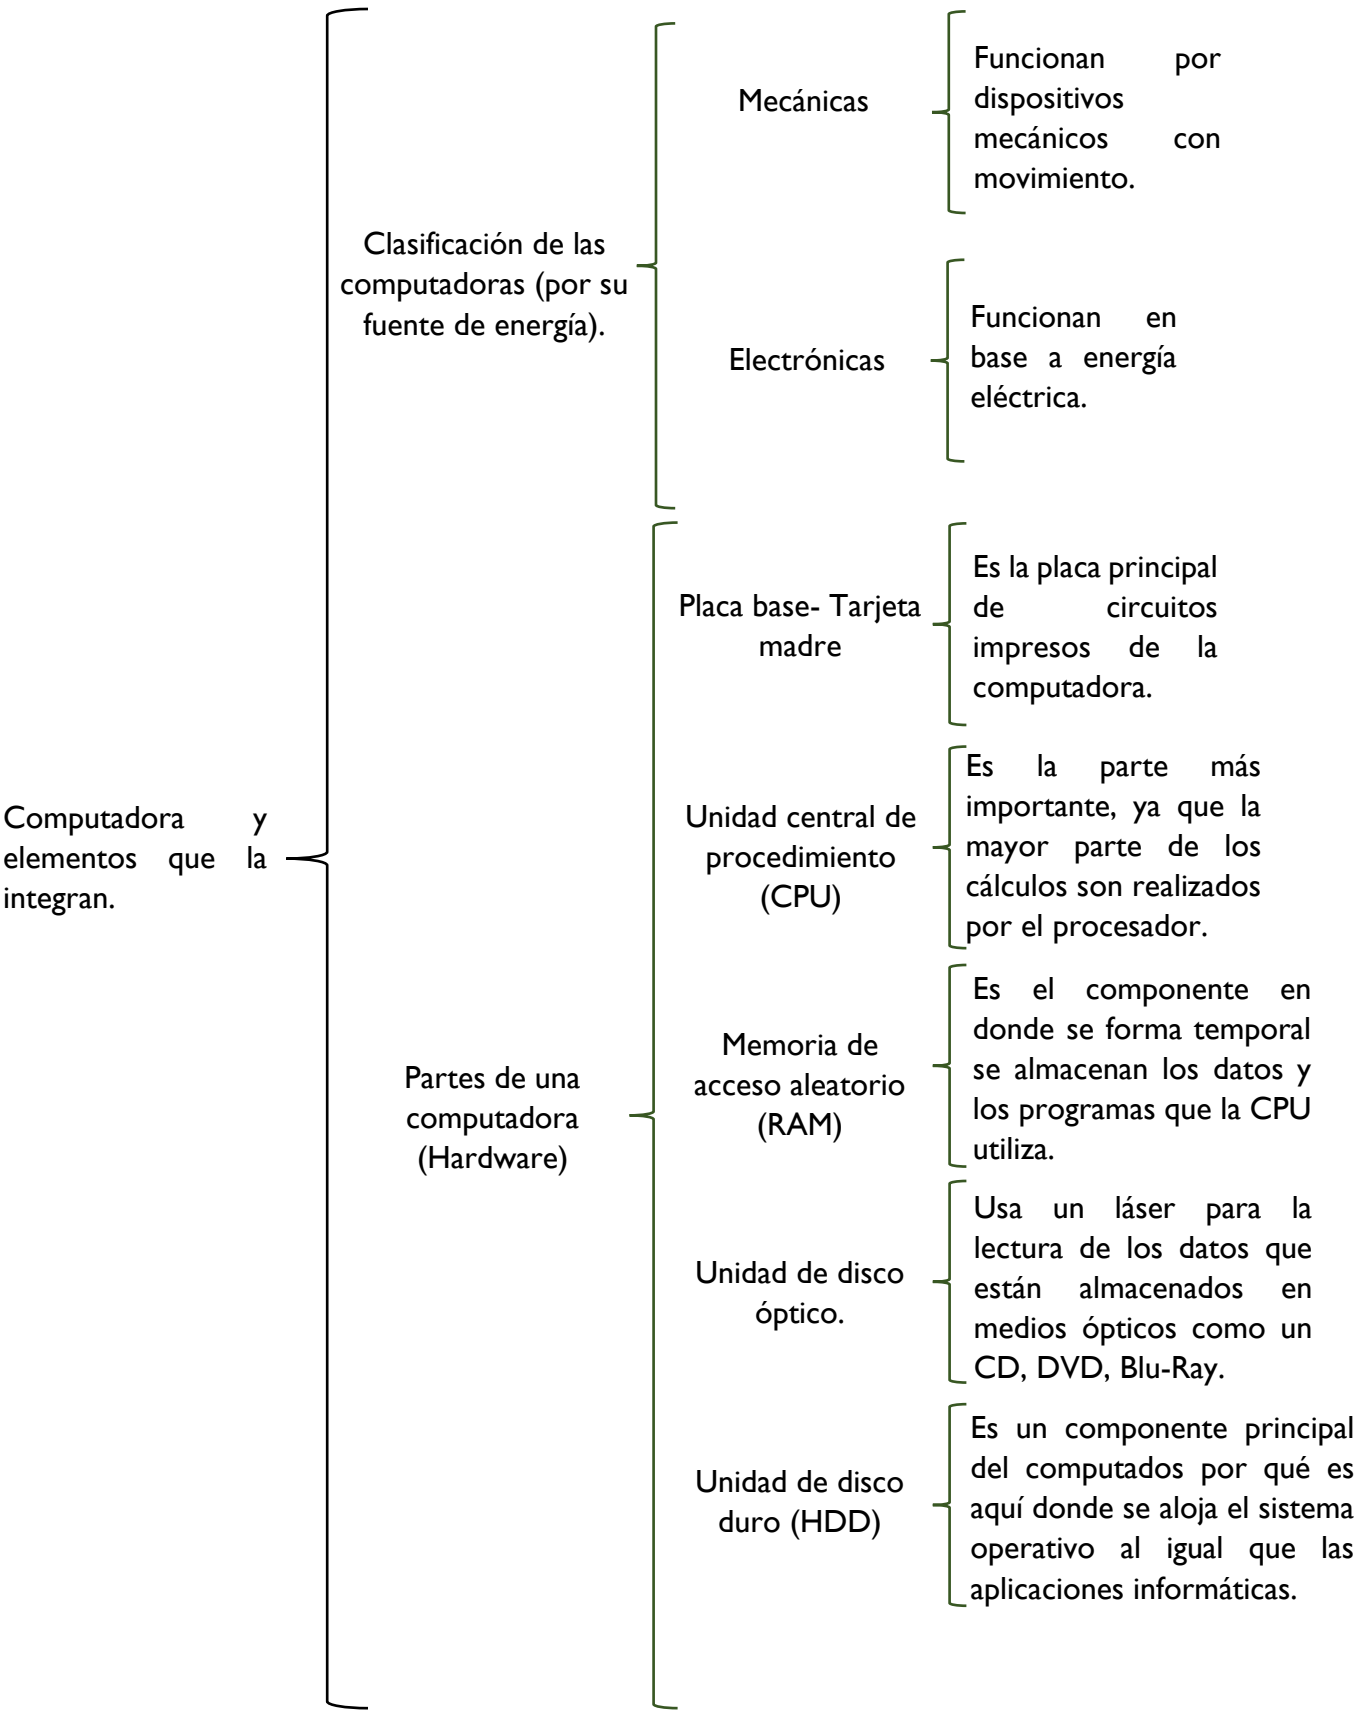 Computadora y
elementos que la
integran.
Clasificación de las
computadoras (por su
fuente de energía).
Mecánicas
Funcionan por
dispositivos
mecánicos con
movimiento.
Electrónicas
Funcionan en
base a energía
eléctrica.
Partes de una
computadora
(Hardware)
Placa base- Tarjeta
madre
Es la placa principal
de circuitos
impresos de la
computadora.
Unidad central de
procedimiento
(CPU)
Es la parte más
importante, ya que la
mayor parte de los
cálculos son realizados
por el procesador.
Memoria de
acceso aleatorio
(RAM)
Es el componente en
donde se forma temporal
se almacenan los datos y
los programas que la CPU
utiliza.
Unidad de disco
óptico.
Usa un láser para la
lectura de los datos que
están almacenados en
medios ópticos como un
CD, DVD, Blu-Ray.
Unidad de disco
duro (HDD)
Es un componente principal
del computados por qué es
aquí donde se aloja el sistema
operativo al igual que las
aplicaciones informáticas.